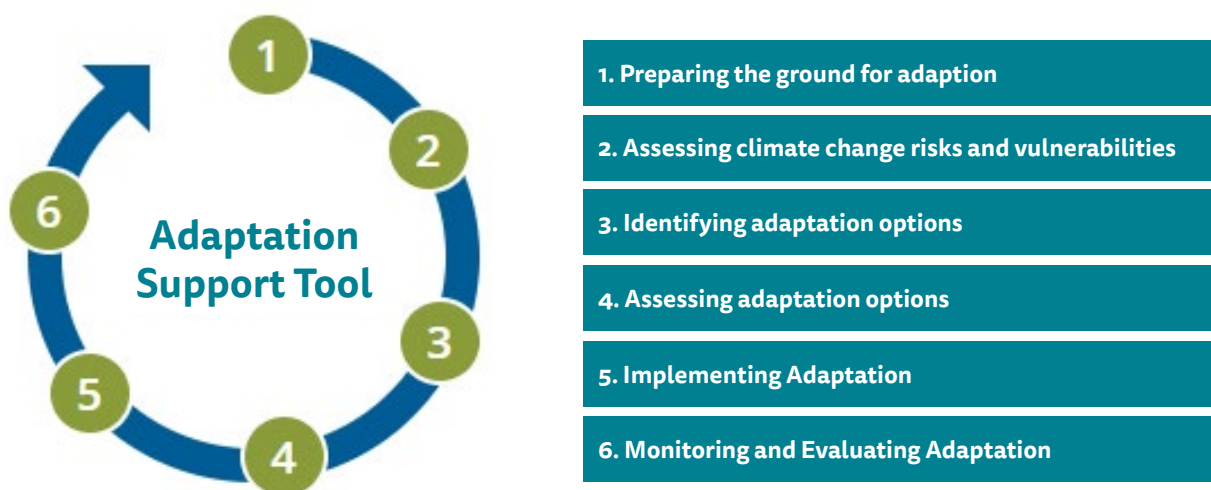 1
2
3
4
5
6
Adaptation
Support Tool
1. Preparing the ground for adaption
2. Assessing climate change risks and vulnerabilities
3. Identifying adaptation options
4. Assessing adaptation options
5. Implementing Adaptation
6. Monitoring and Evaluating Adaptation